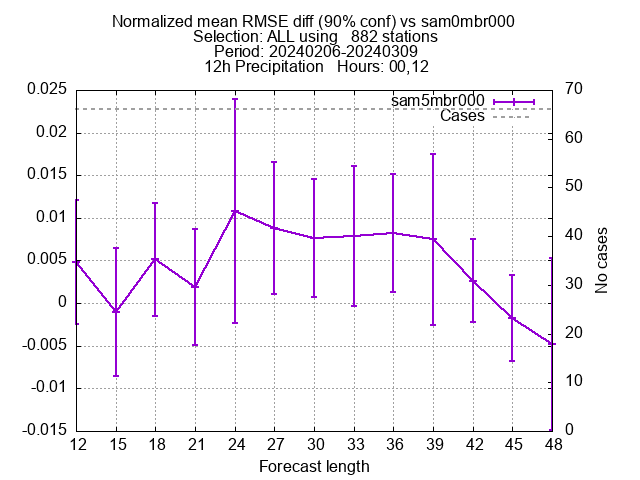 Normalized mean RMSE diff (90% conf) vs sam0mbr000
Selection: ALL using   882 stations
Period: 20240206-20240309
12h Precipitation   Hours: 00,12
0.025
0.02
0.015
0.01
0.005
0
-0.005
-0.01
-0.015
70
60
50
40
30
20
10
0
sam5mbr000
Cases
No cases
12 15 18 21 24 27 30 33 36 39 42 45 48
Forecast length